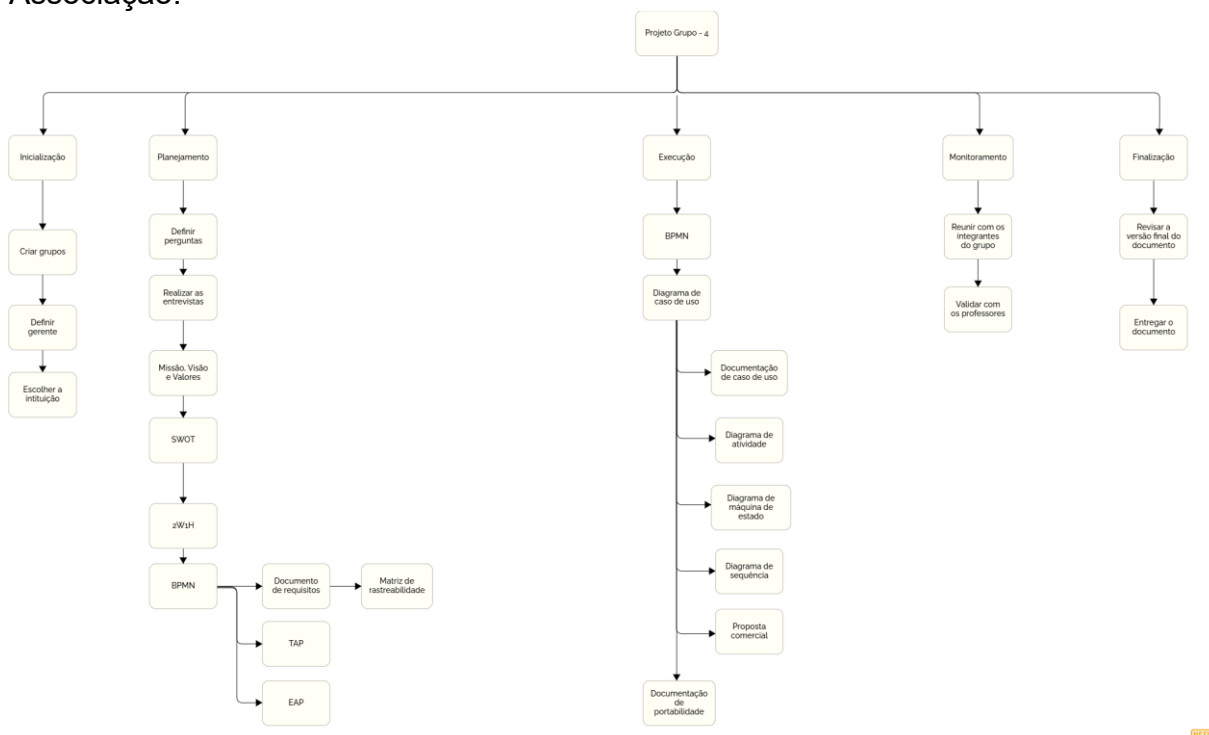 Associação.
Projeto Grupo - 4
Inicialização
Planejamento
Execução
Monitoramento
Finalização
Criar grupos
Definir
gerente
Escolher a
intituição
Definir
perguntas
Realizar as
entrevistas
Missão, Visão
e Valores
SWOT
2W1H
BPMN
Documento
de requisitos
Matriz de
rastreabilidade
TAP
EAP
BPMN
Diagrama de
caso de uso
Documentação
de caso de uso
Diagrama de
atividade
Diagrama de
máquina de
estado
Diagrama de
sequência
Proposta
comercial
Documentação
de
portabilidade
Reunir com os
integrantes
do grupo
Validar com
os professores
Revisar a
versão final do
documento
Entregar o
documento